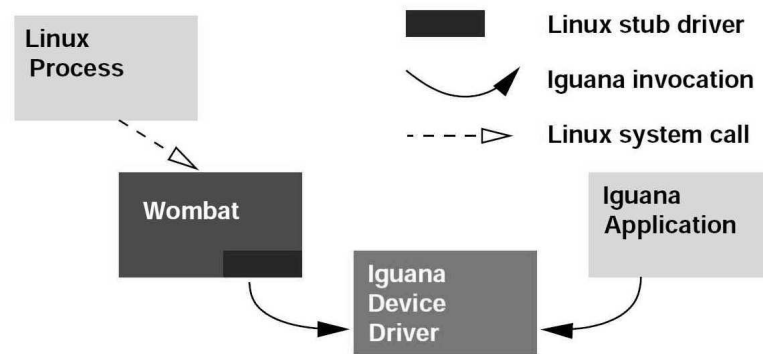 Linux
Process
Linux stub driver
Iguana invocation
Linux system call
Wombat
Iguana
Application
Iguana
Device
Driver